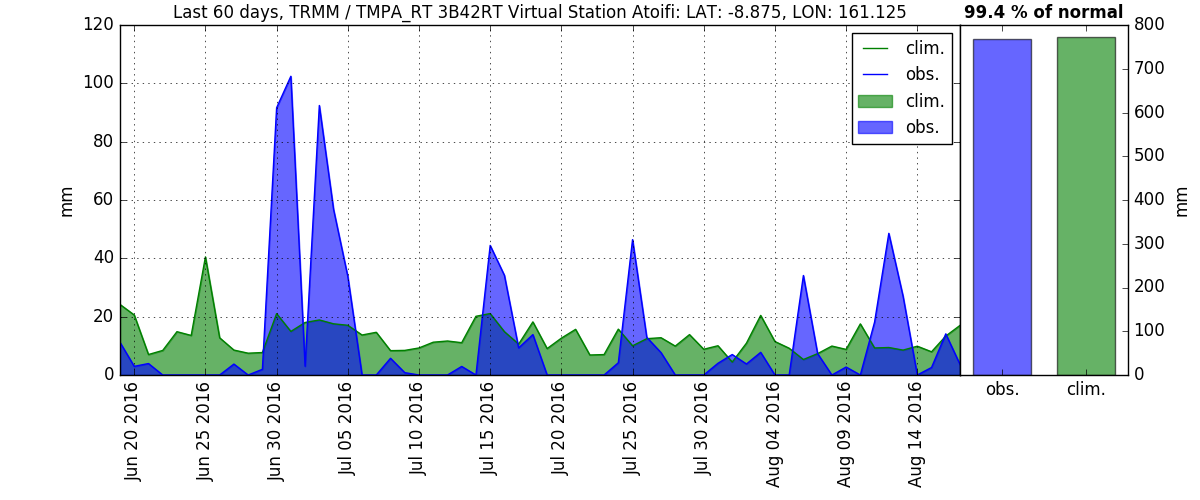 Last 60 days, TRMM / TMPA_RT 3B42RT Virtual Station Atoifi: LAT: -8.875, LON: 161.125
99.4 % of normal
120
100
80
60
40
20
0
mm
clim.
obs.
clim.
obs.
800
700
600
500
400
300
200
100
0
mm
Jun 20 2016
Jun 25 2016
Jun 30 2016
Jul 05 2016
Jul 10 2016
Jul 15 2016
Jul 20 2016
Jul 25 2016
Jul 30 2016
Aug 04 2016
Aug 09 2016
Aug 14 2016
obs.
clim.